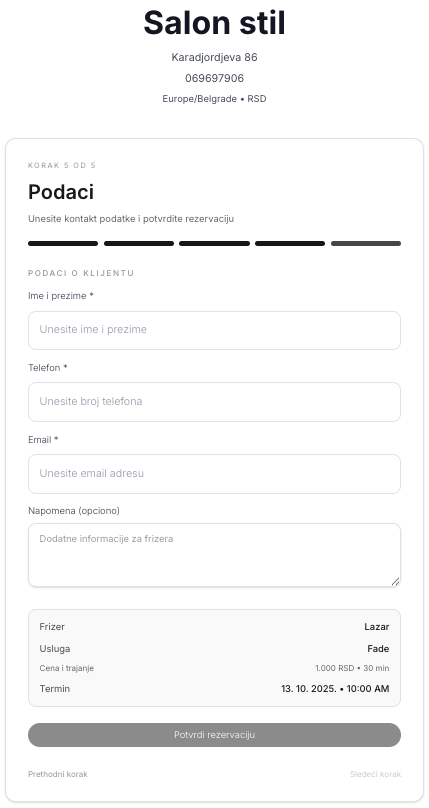 Salon stil
Karadjordjeva 86
069697906
Europe/Belgrade • RSD
KORAK 5 OD 5
Podaci
Unesite kontakt podatke i potvrdite rezervaciju
PODACI O KLIJENTU
Ime i prezime *
Unesite ime i prezime
Telefon *
Unesite broj telefona
Email *
Unesite email adresu
Napomena (opciono)
Dodatne informacije za frizera
Frizer Lazar
Usluga Fade
Cena i trajanje 1.000 RSD • 30 min
Termin 13. 10. 2025. • 10:00 AM
Potvrdi rezervaciju
Prethodni korak Sledeći korak